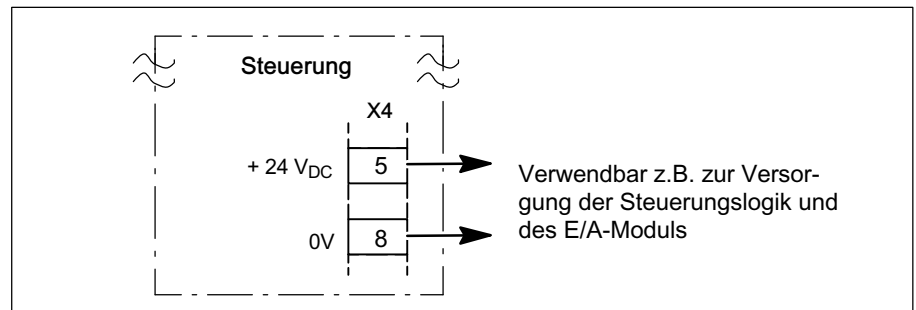 Steuerung
X4
+ 24 VDC
5
0V
8
Verwendbar z.B. zur Versor-
gung der Steuerungslogik und
des E/A-Moduls